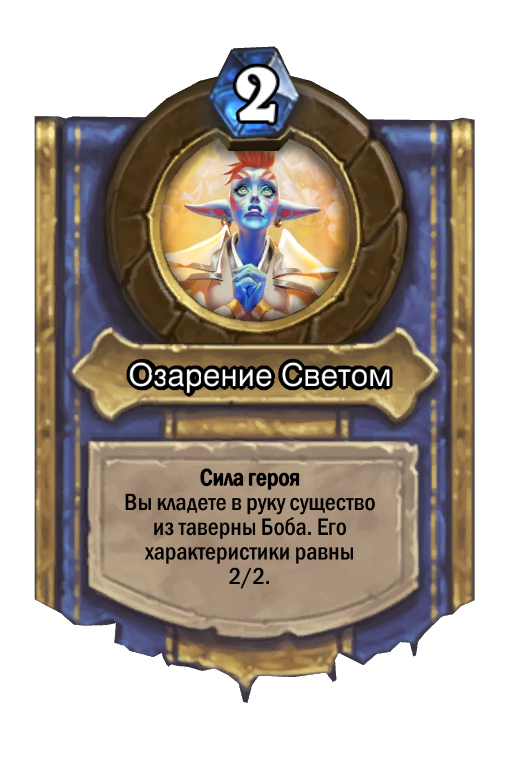 2
Озарение Светом
Сила героя
Вы кладете в руку существо
из таверны Боба. Его
характеристики равны
2/2.